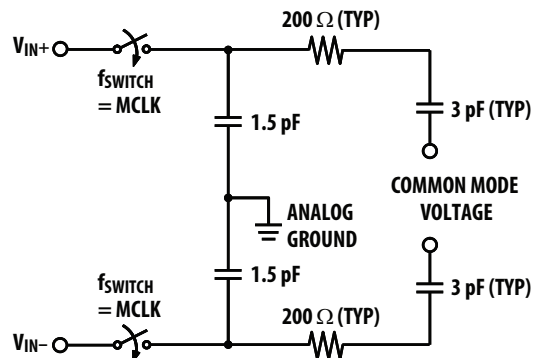 200 Ω (TYP)
VIN+
fSWITCH
= MCLK
1.5 pF
3 pF (TYP)
COMMON MODE
VOLTAGE
ANALOG
GROUND
fSWITCH
= MCLK
1.5 pF
3 pF (TYP)
200 Ω (TYP)
VIN–